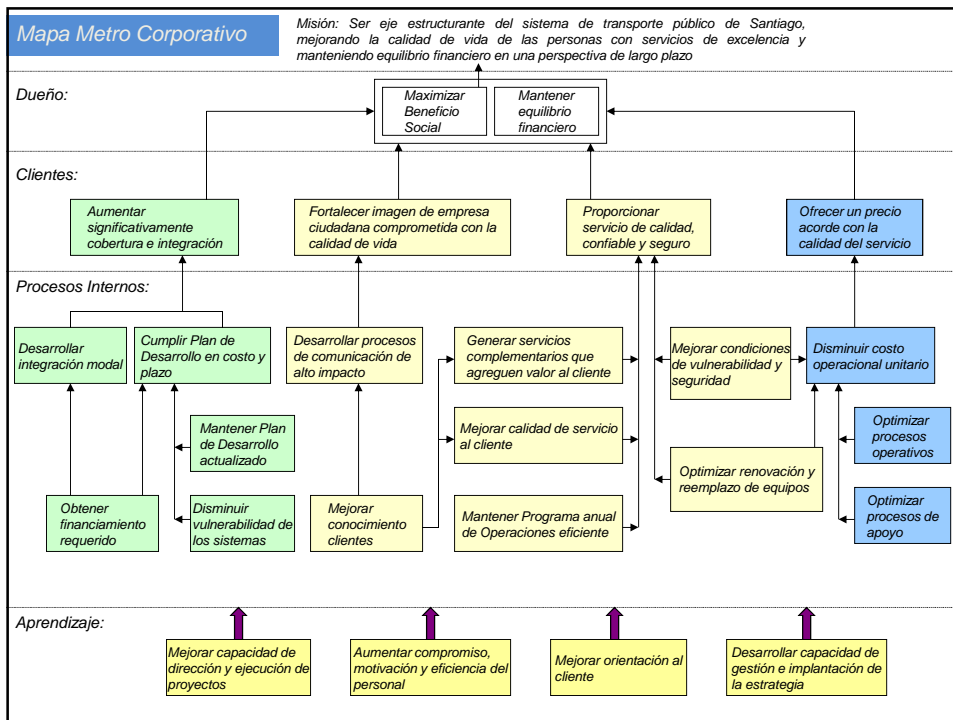 Mapa Metro Corporativo
Misión: Ser eje estructurante del sistema de transporte público de Santiago,
mejorando la calidad de vida de las personas con servicios de excelencia y
manteniendo equilibrio financiero en una perspectiva de largo plazo
Dueño:
Maximizar
Beneficio
Social
Mantener
equilibrio
financiero
Clientes:
Aumentar
significativamente
cobertura e integración
Fortalecer imagen de empresa
ciudadana comprometida con la
calidad de vida
Proporcionar
servicio de calidad,
confiable y seguro
Ofrecer un precio
acorde con la
calidad del servicio
Procesos Internos:
Desarrollar
integración modal
Cumplir Plan de
Desarrollo en costo y
plazo
Desarrollar procesos
de comunicación de
alto impacto
Generar servicios
complementarios que
agreguen valor al cliente
Mejorar condiciones
de vulnerabilidad y
seguridad
Disminuir costo
operacional unitario
Mantener Plan
de Desarrollo
actualizado
Mejorar calidad de servicio
al cliente
Optimizar
procesos
operativos
Optimizar renovación y
reemplazo de equipos
Obtener
financiamiento
requerido
Disminuir
vulnerabilidad de
los sistemas
Mejorar
conocimiento
clientes
Mantener Programa anual
de Operaciones eficiente
Optimizar
procesos de
apoyo
Aprendizaje:
Mejorar capacidad de
dirección y ejecución de
proyectos
Aumentar compromiso,
motivación y eficiencia del
personal
Mejorar orientación al
cliente
Desarrollar capacidad de
gestión e implantación de
la estrategia